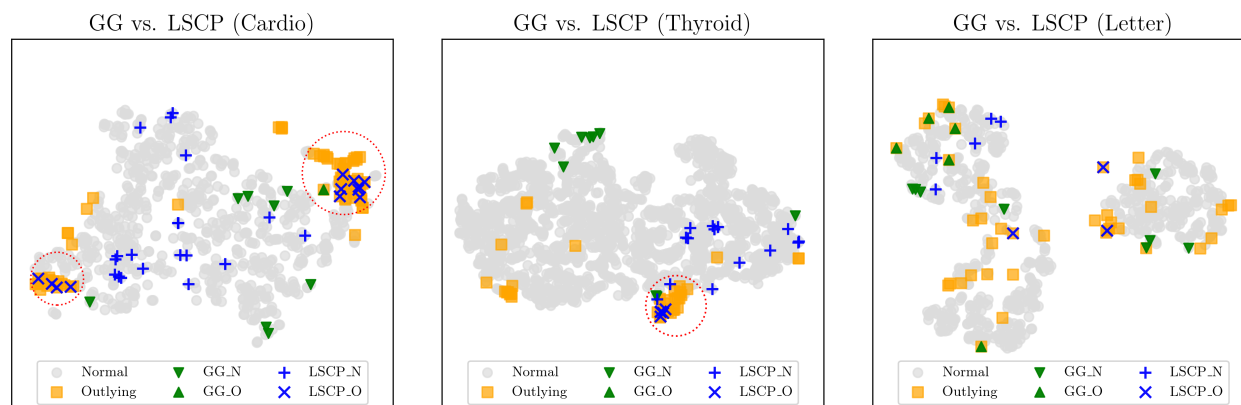 GG vs. LSCP (Cardio)
Normal
Outlying
GG_N
GG_O
LSCP_N
LSCP_O
GG vs. LSCP (Thyroid)
Normal
Outlying
GG_N
GG_O
LSCP_N
LSCP_O
GG vs. LSCP (Letter)
Normal
Outlying
GG_N
GG_O
LSCP_N
LSCP_O